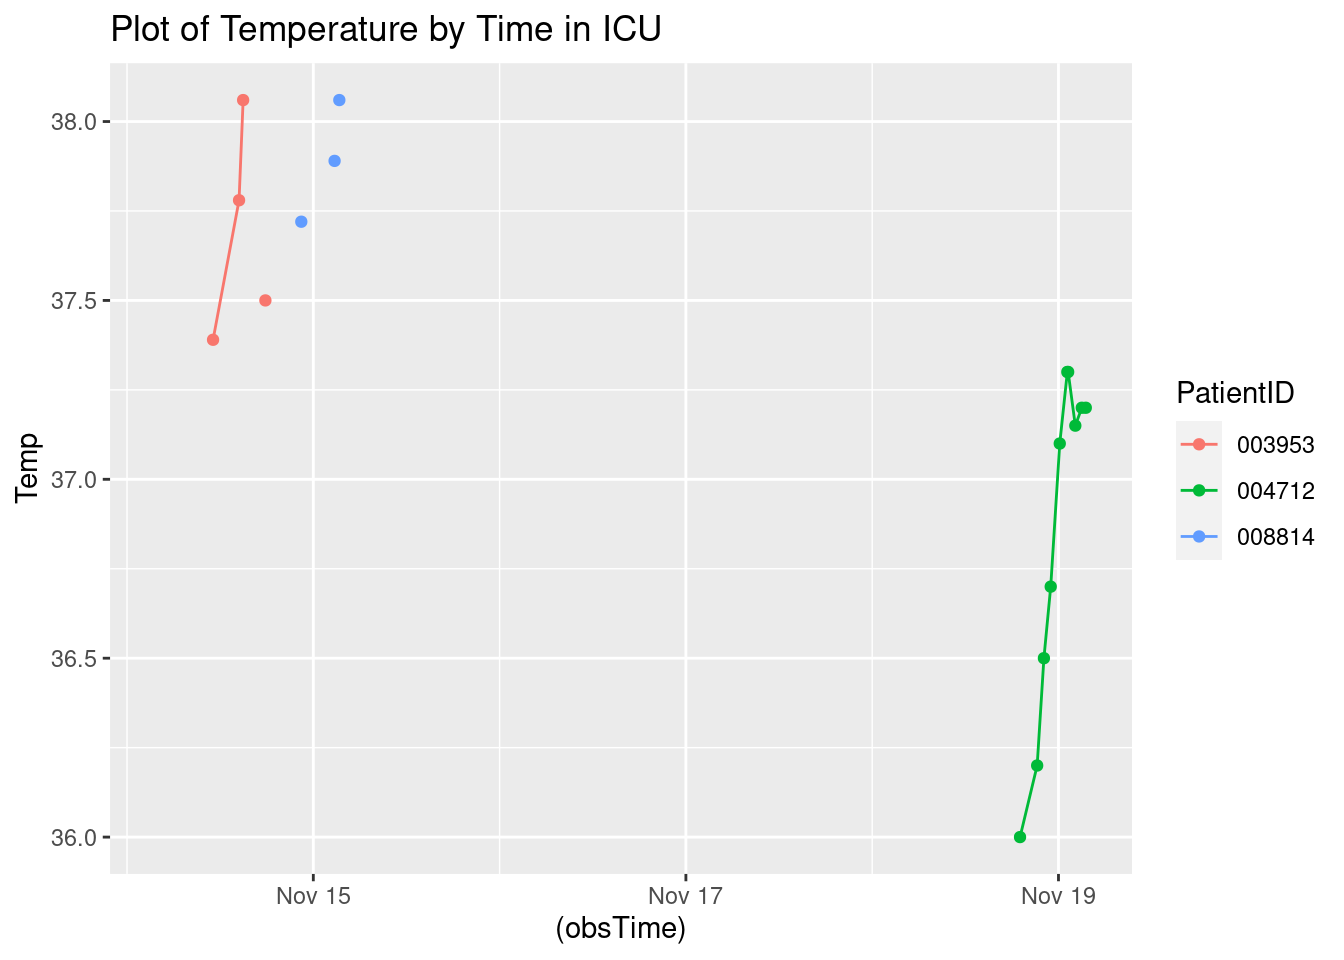 Plot of Temperature by Time in ICU
38.0
37.5
37.0
36.5
36.0
Temp
Nov 15
Nov 17
Nov 19
(obsTime)
PatientID
003953
004712
008814